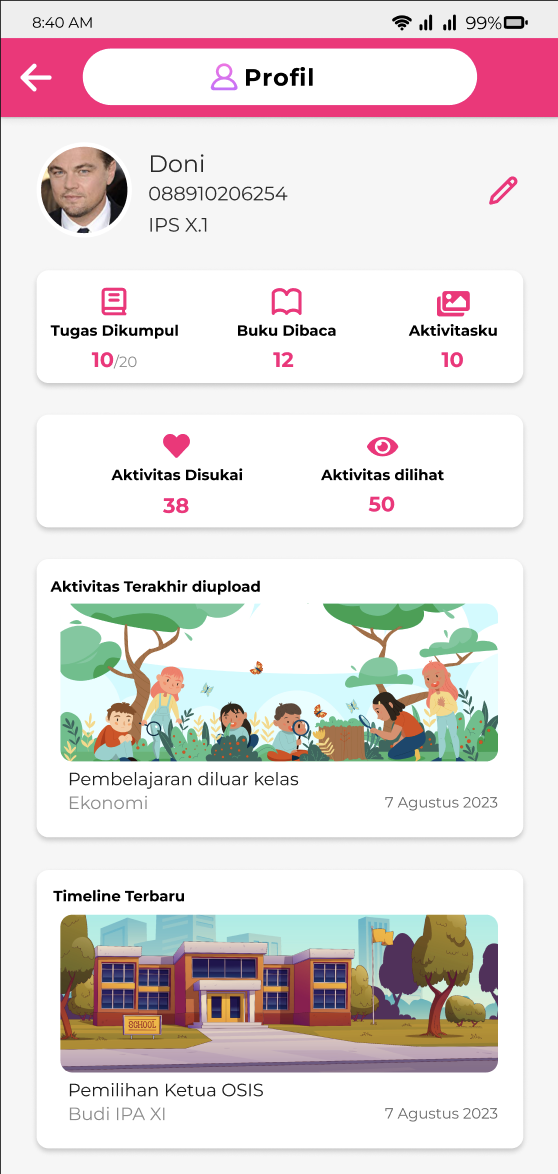 8:40 AM 99%
Profil
Doni
088910206254
IPS X.1
Tugas Dikumpul Buku Dibaca Aktivitasku
10/20 12 10
Aktivitas Disukai Aktivitas dilihat
38 50
Aktivitas Terakhir diupload
Pembelajaran diluar kelas
Ekonomi 7 Agustus 2023
Timeline Terbaru
SCHOOL
Pemilihan Ketua OSIS
Budi IPA XI 7 Agustus 2023